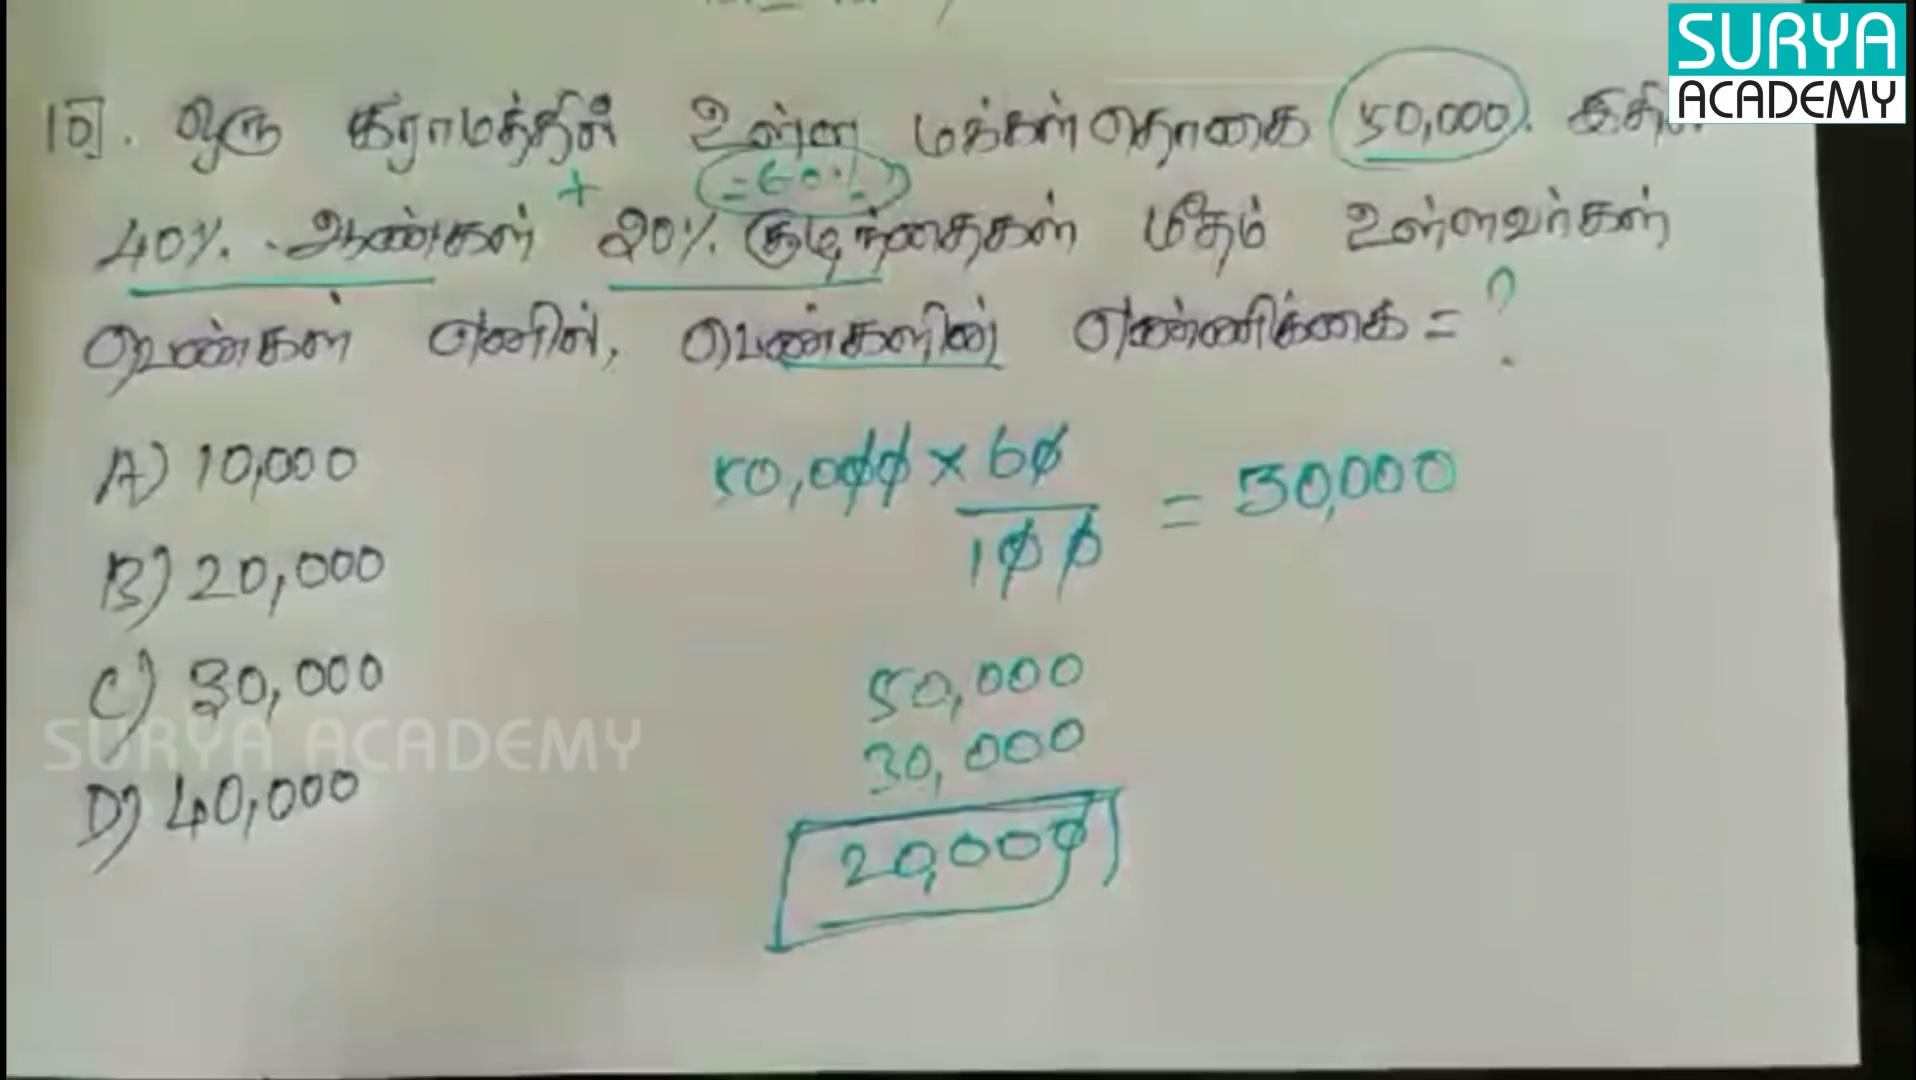 SURYA
ACADEMY
15]. ஒரு கிராமத்தில் உள்ள மக்கள் தொகை 50,000. இதில்
+ =60%
40%. ஆண்கள் 20%. குழந்தைகள் மீதம் உள்ளவர்கள்
பெண்கள் எனில், பெண்களின் எண்ணிக்கை = ?
A) 10,000
50,000 × 60
100
= 30,000
B) 20,000
C) 30,000
50,000
30,000
SURYA ACADEMY
D) 40,000
20,000